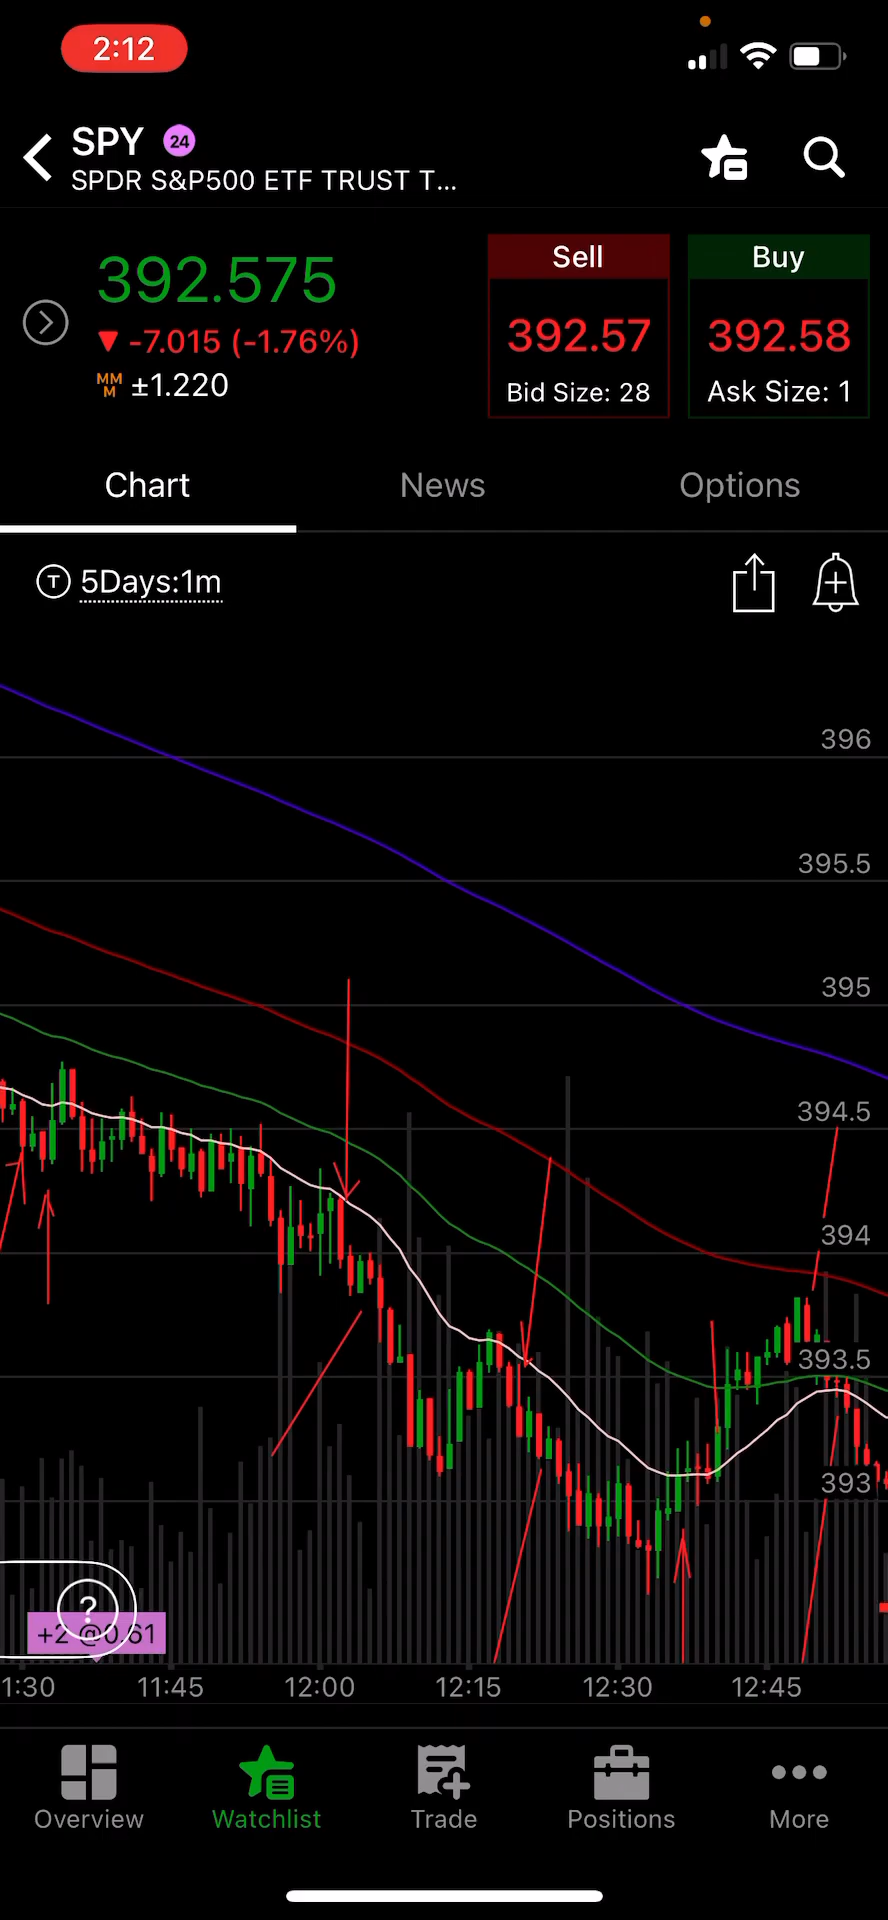 2:12
SPY 24
SPDR S&P500 ETF TRUST T...
392.575
-7.015 (-1.76%)
MM
M
±1.220
Sell
392.57
Bid Size: 28
Buy
392.58
Ask Size: 1
Chart
News
Options
T 5Days:1m
396
395.5
395
394.5
394
393.5
393
?
+2 @0.61
1:30
11:45
12:00
12:15
12:30
12:45
Overview
Watchlist
Trade
Positions
More